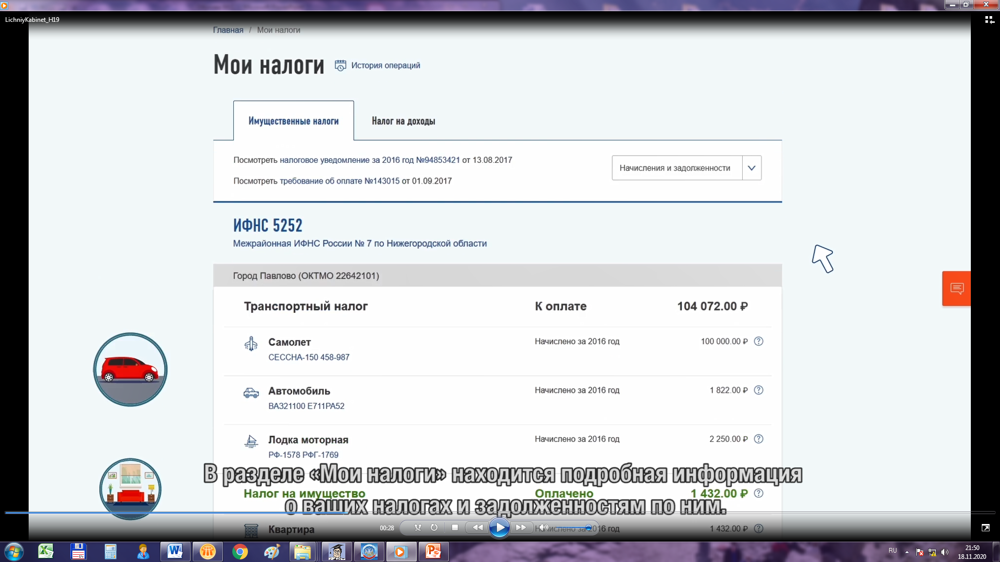 LichniyKabinet_H19
Главная / Мои налоги
Мои налоги История операций
Имущественные налоги Налог на доходы
Посмотреть налоговое уведомление за 2016 год №94853421 от 13.08.2017
Начисления и задолженности
Посмотреть требование об оплате №143015 от 01.09.2017
ИФНС 5252
Межрайонная ИФНС России № 7 по Нижегородской области
Город Павлово (ОКТМО 22642101)
Транспортный налог К оплате 104 072.00 ₽
Самолет Начислено за 2016 год 100 000.00 ₽ ?
СЕССНА-150 458-987
Автомобиль Начислено за 2016 год 1 822.00 ₽ ?
ВАЗ21100 Е711РА52
Лодка моторная Начислено за 2016 год 2 250.00 ₽ ?
РФ-1578 РФГ-1769
В разделе «Мои налоги» находится подробная информация
Налог на имущество Оплачено 1 432.00 ₽ ?
о ваших налогах и задолженностям по ним.
Квартира Начислено за 2016 год 1 432.00 ₽ ?
00:28
RU 21:50
18.11.2020